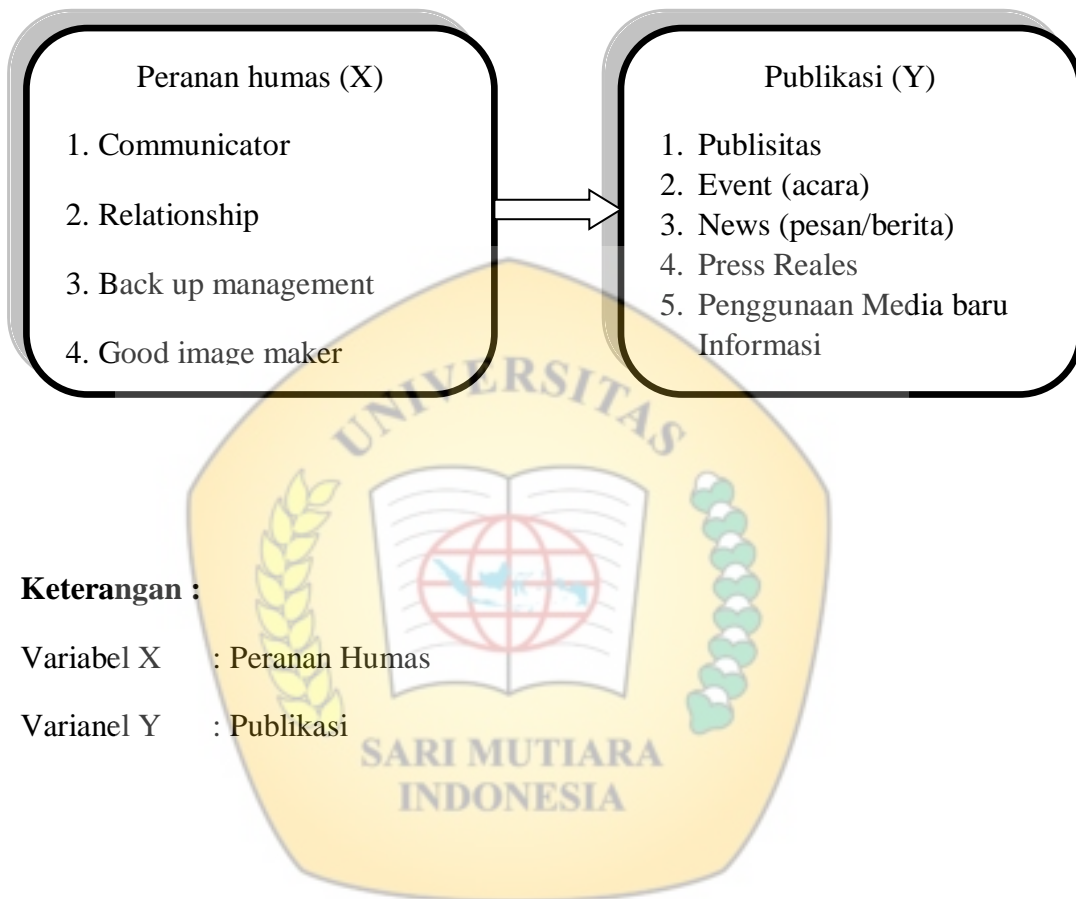 Peranan humas (X)
1. Communicator
2. Relationship
3. Back up management
4. Good image maker
Publikasi (Y)
1. Publisitas
2. Event (acara)
3. News (pesan/berita)
4. Press Reales
5. Penggunaan Media baru
Informasi
UNIVERSITAS
Keterangan :
Variabel X : Peranan Humas
Varianel Y : Publikasi
SARI MUTIARA
INDONESIA